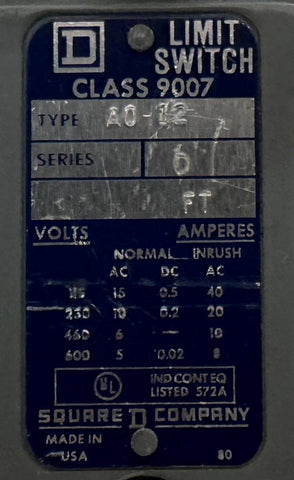 D LIMIT
SWITCH
CLASS 9007
TYPE AO-12
SERIES 6
FT
VOLTS AMPERES
NORMAL INRUSH
AC DC AC
115 15 0.5 40
230 10 0.2 20
460 6 — 10
600 5 0.02 8
UL IND CONT EQ
LISTED 572A
SQUARE D COMPANY
MADE IN
USA 80